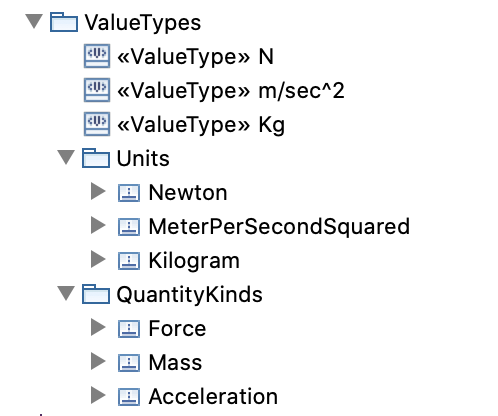 ValueTypes
«ValueType» N
«ValueType» m/sec^2
«ValueType» Kg
Units
Newton
MeterPerSecondSquared
Kilogram
QuantityKinds
Force
Mass
Acceleration